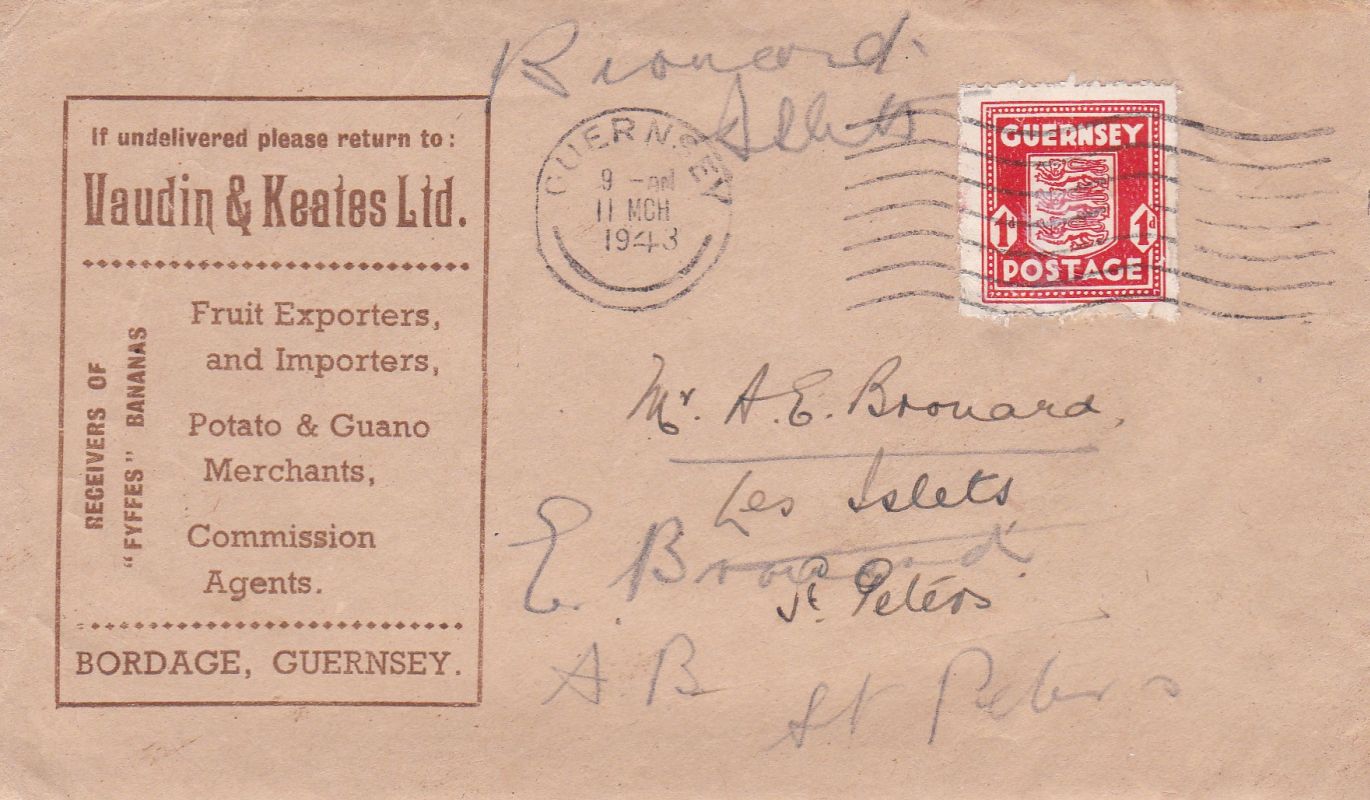 If undelivered please return to:
Vaudin & Keates Ltd.
RECEIVERS OF
"FYFFES" BANANAS
Fruit Exporters,
and Importers,
Potato & Guano
Merchants,
Commission
Agents.
BORDAGE, GUERNSEY.
Brouard
GUERNSEY
9 - AM
11 MCH
1943
GUERNSEY
1d 1d
POSTAGE
Mr. A. E. Brouard,
Les Islets
E. Brouard
St. Peters
A. B
St Peters